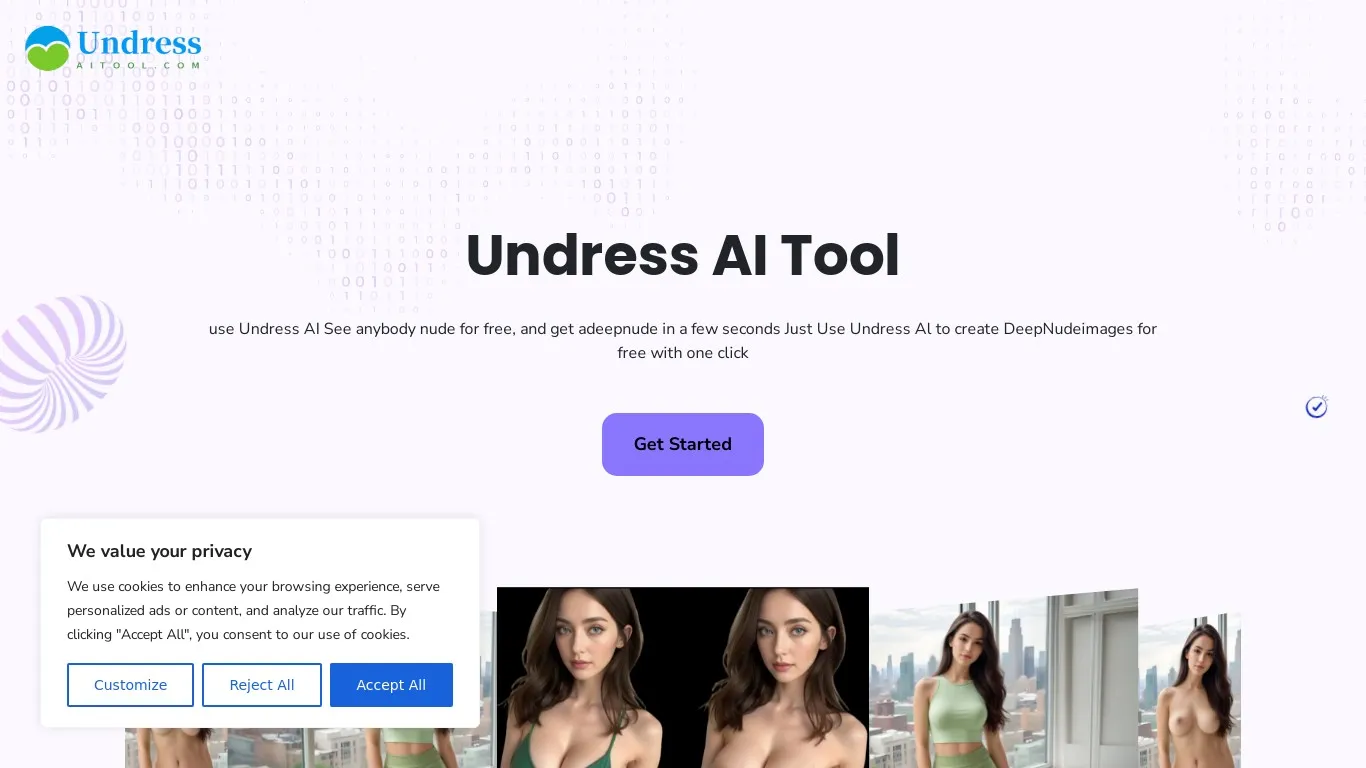 Undress
AITOOL.COM
Undress AI Tool
use Undress AI See anybody nude for free, and get adeepnude in a few seconds Just Use Undress Al to create DeepNudeimages for
free with one click
Get Started
We value your privacy
We use cookies to enhance your browsing experience, serve
personalized ads or content, and analyze our traffic. By
clicking "Accept All", you consent to our use of cookies.
Customize
Reject All
Accept All